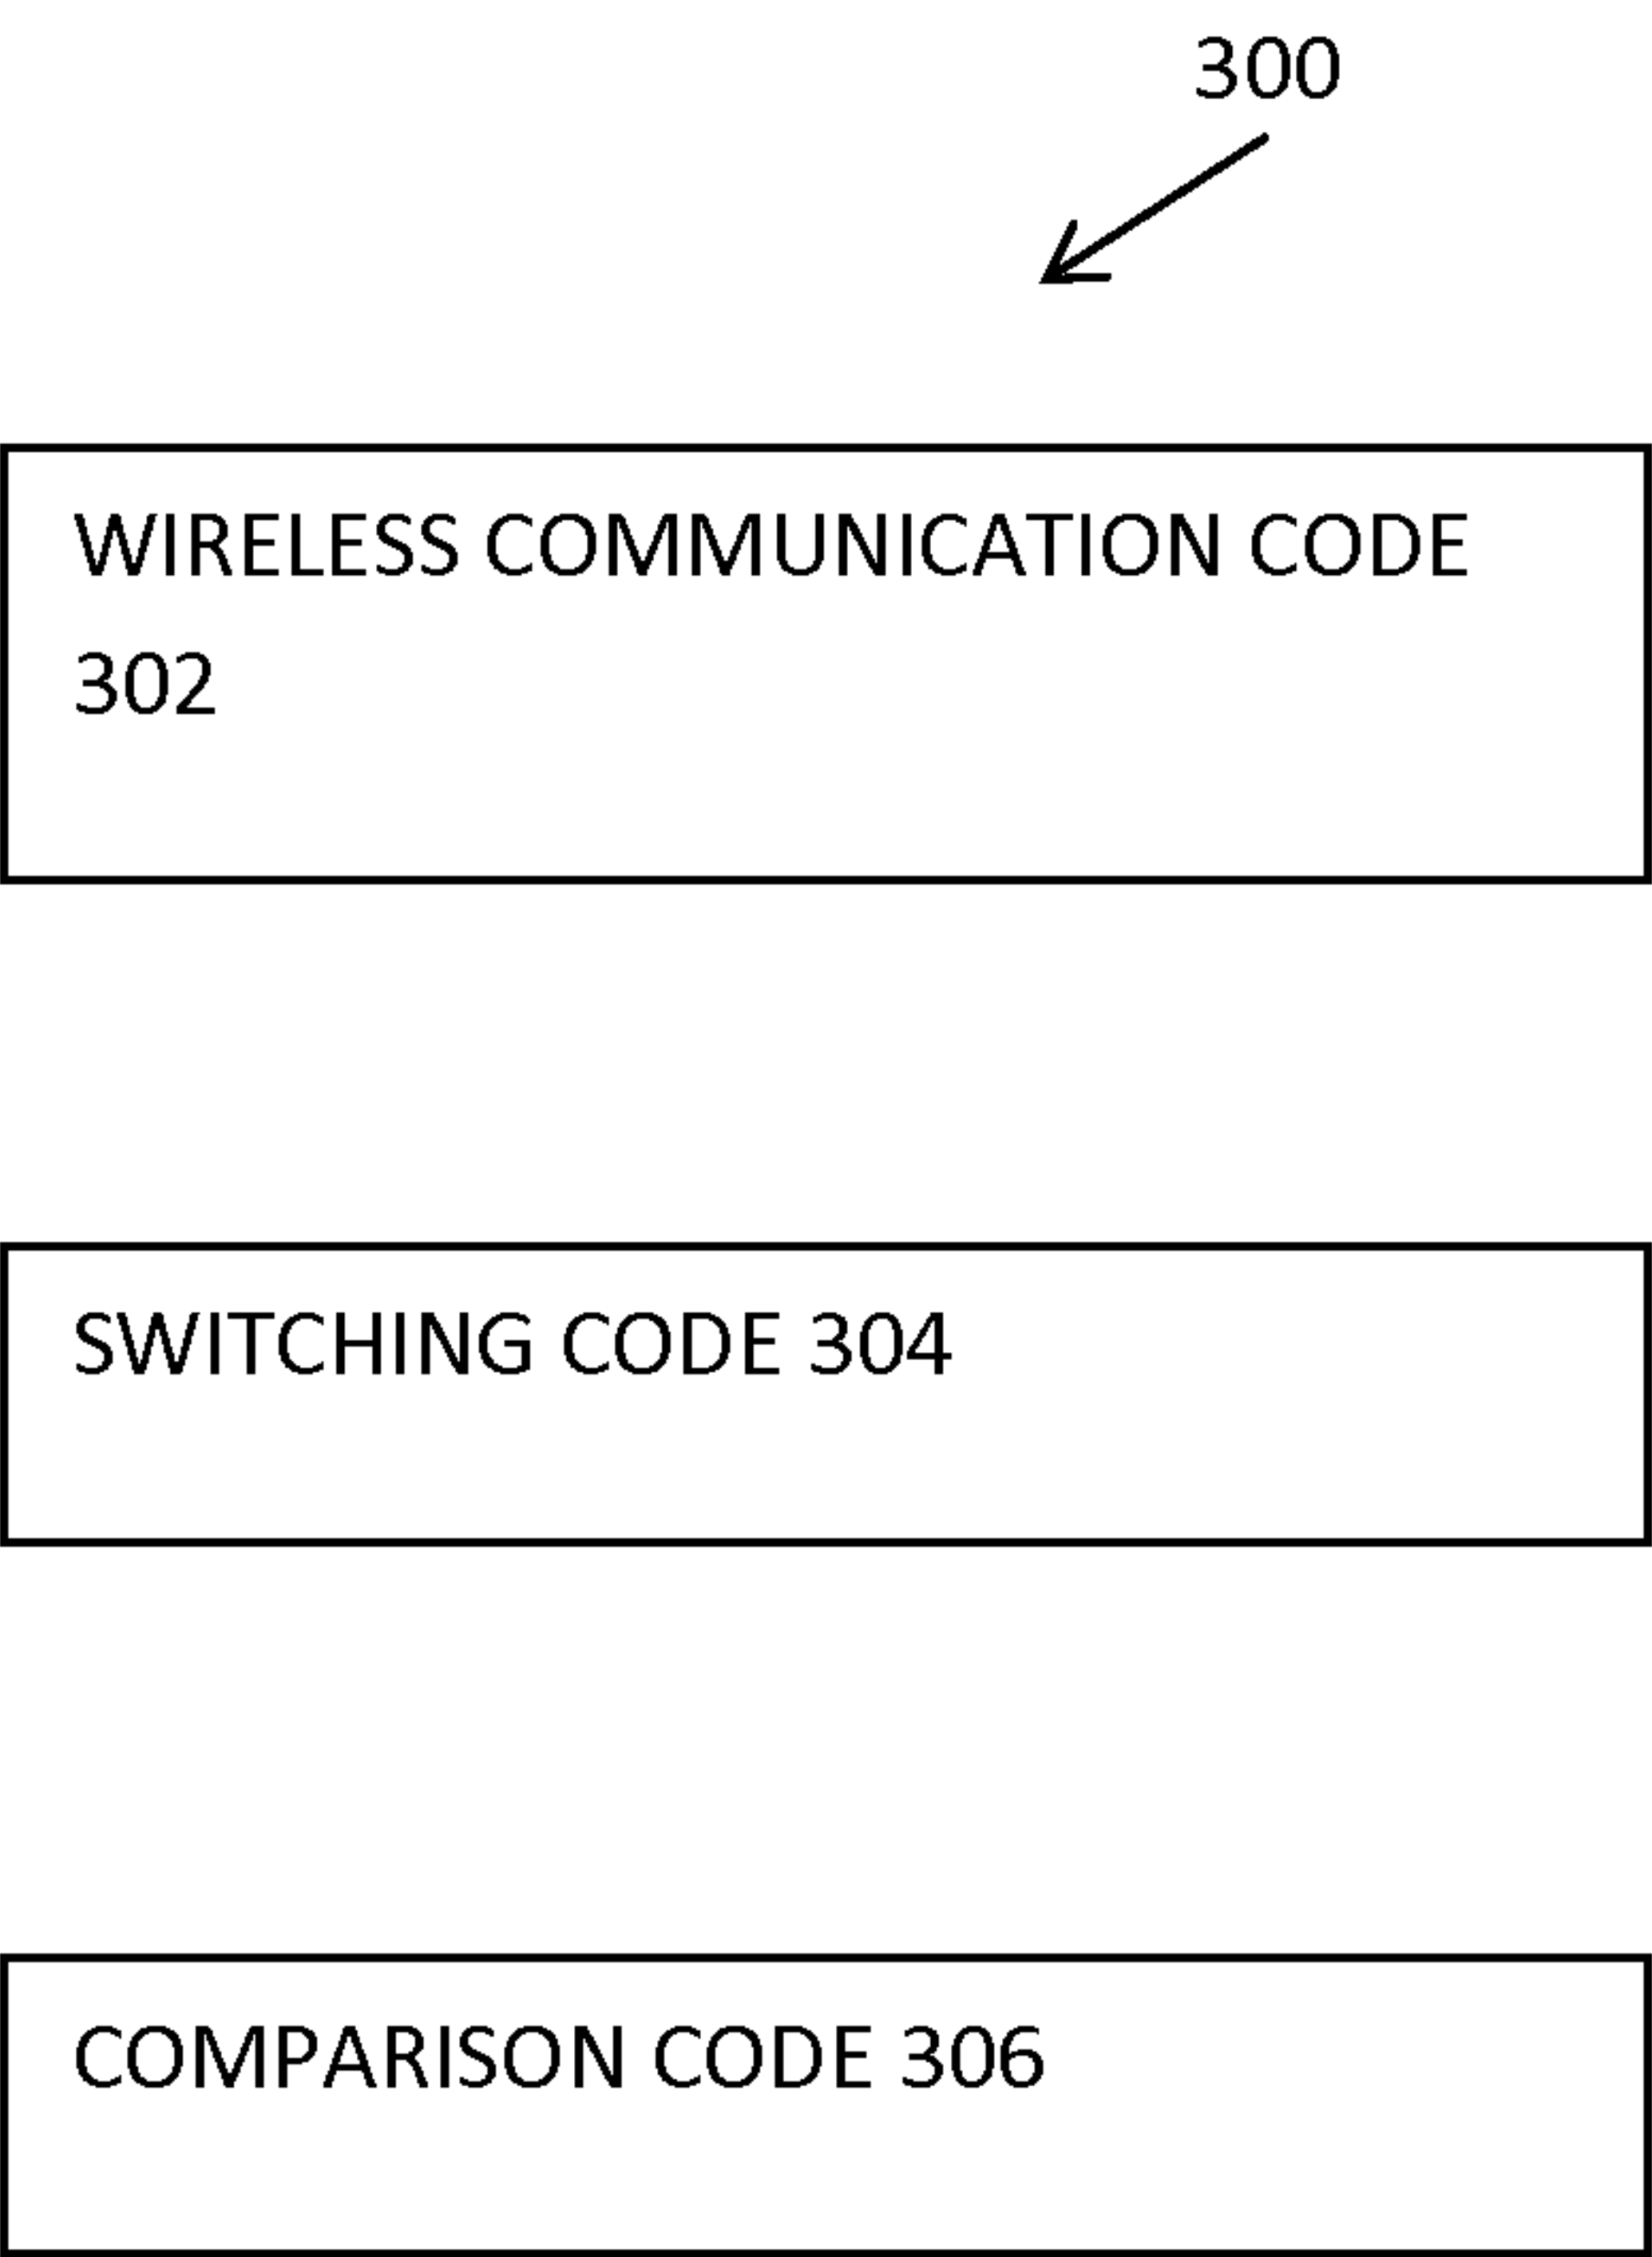 300
WIRELESS COMMUNICATION CODE
302
SWITCHING CODE 304
COMPARISON CODE 306